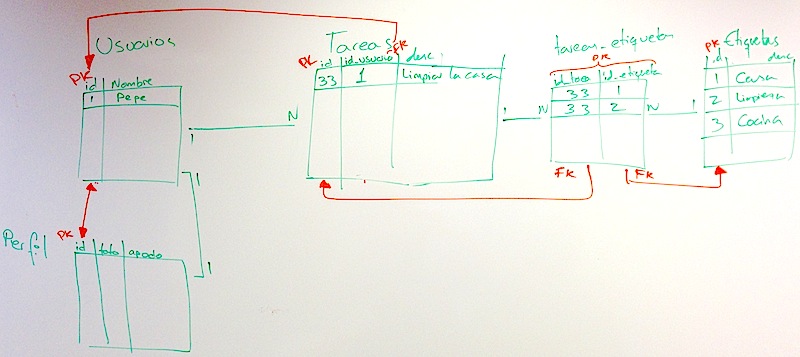 Usuarios
PK
id Nombre
1 Pepe
1 N
Tareas
PK FK
id id_usuario desc.
33 1 Limpiar la casa
1 N
tareas_etiquetas
PK
id_tarea id_etiqueta
33 1
33 2
FK FK
N 1
Etiquetas
PK
id desc
1 Casa
2 Limpieza
3 Cocina
1
1
Perfil
PK
id foto apodo